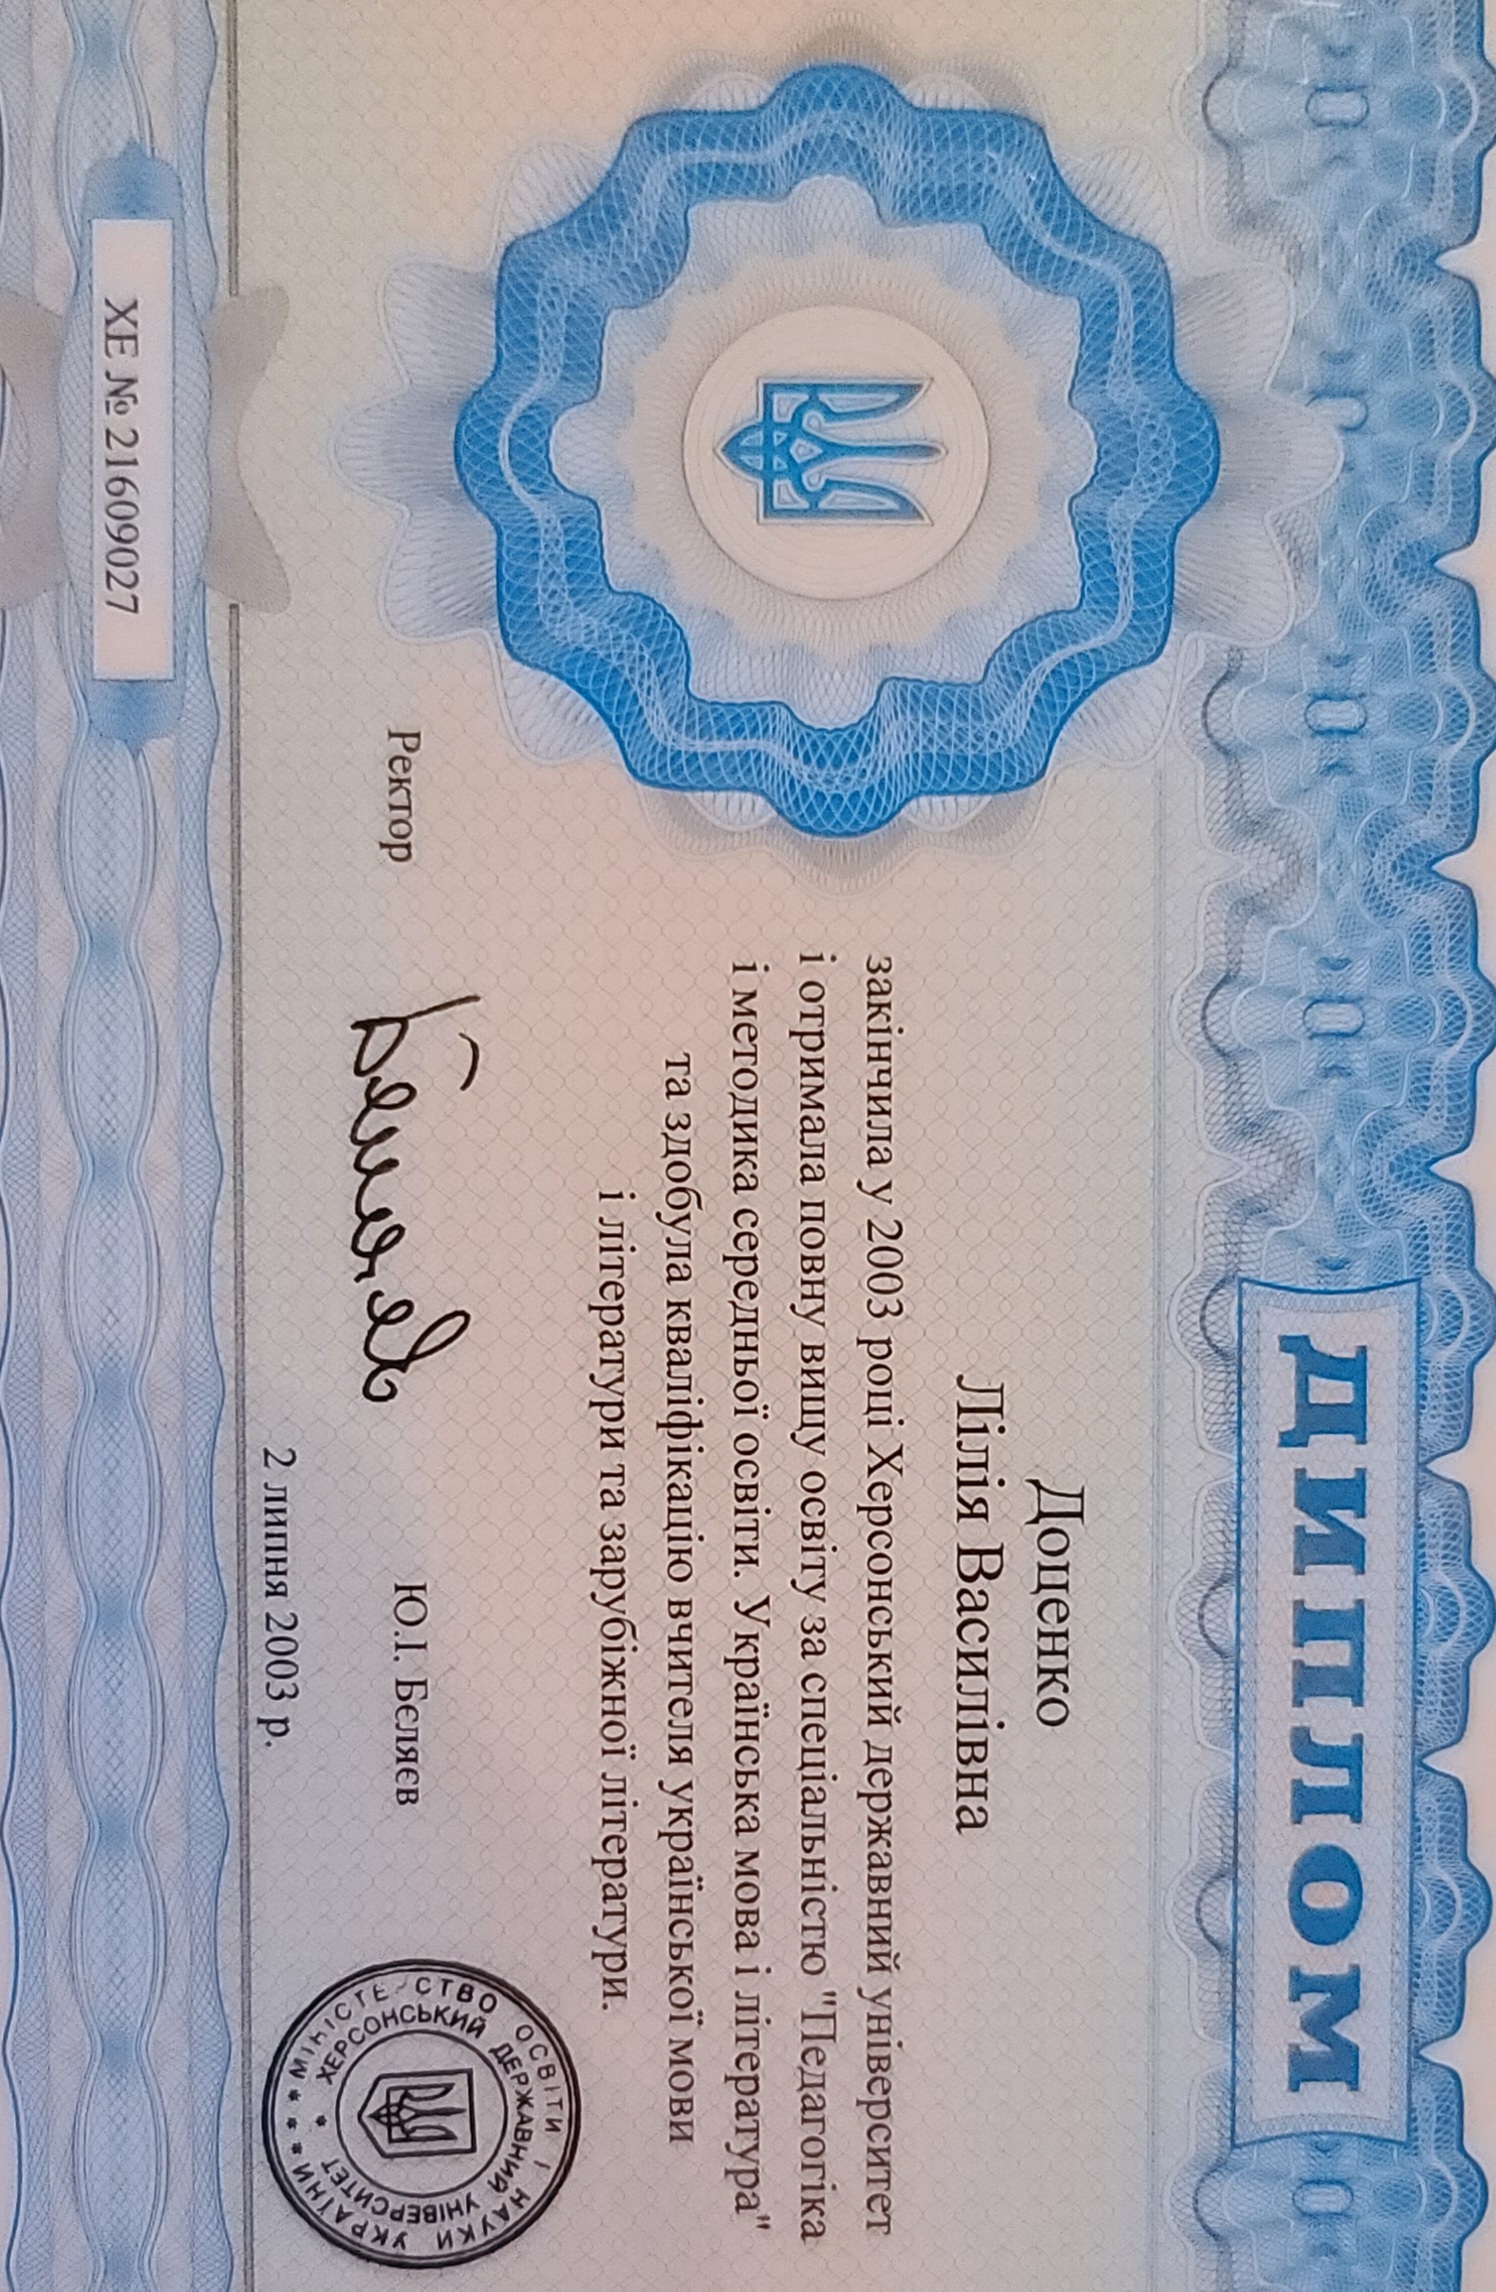 ДИПЛОМ
Доценко
Лілія Василівна
закінчила у 2003 році Херсонський державний університет
і отримала повну вищу освіту за спеціальністю "Педагогіка
і методика середньої освіти. Українська мова і література"
та здобула кваліфікацію вчителя української мови
і літератури та зарубіжної літератури.
Ректор
Ю.І. Бєляєв
2 липня 2003 р.
ХЕ № 21609027
МІНІСТЕРСТВО ОСВІТИ І НАУКИ УКРАЇНИ * * *
ХЕРСОНСЬКИЙ ДЕРЖАВНИЙ УНІВЕРСИТЕТ *